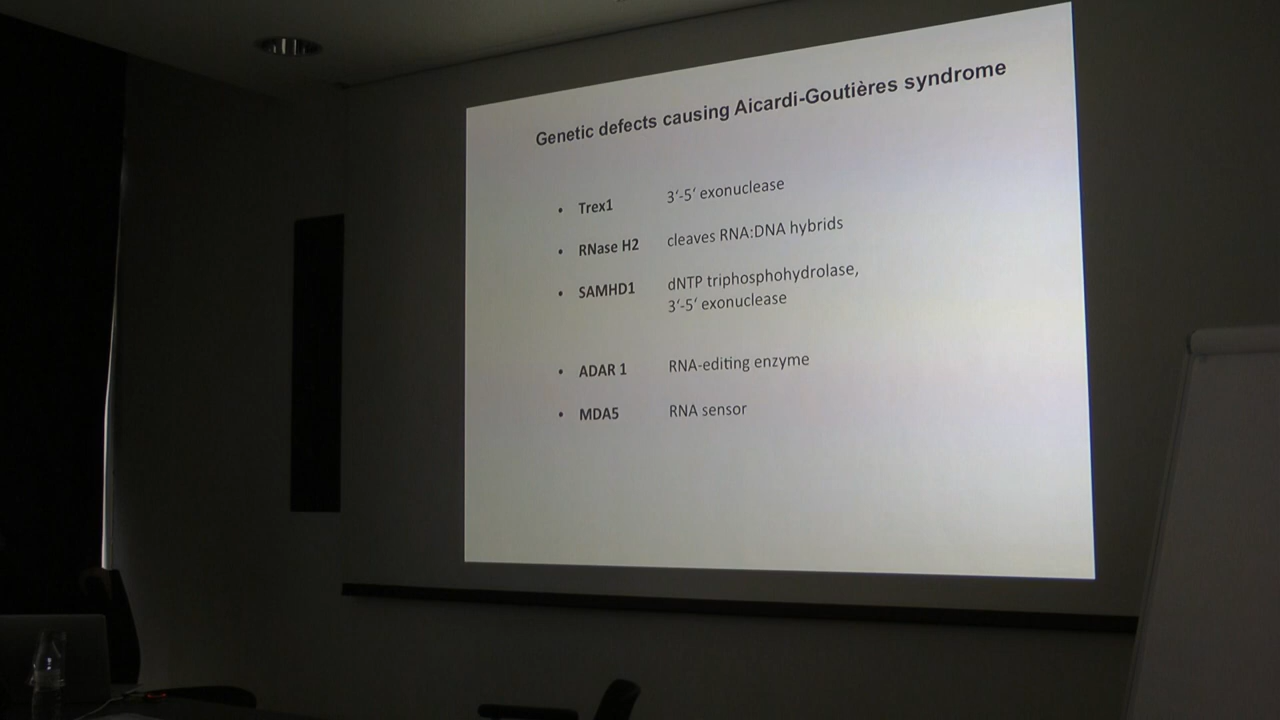 Genetic defects causing Aicardi-Goutières syndrome
• Trex1 3‘-5‘ exonuclease
• RNase H2 cleaves RNA:DNA hybrids
• SAMHD1 dNTP triphosphohydrolase,
3‘-5‘ exonuclease
• ADAR 1 RNA-editing enzyme
• MDA5 RNA sensor